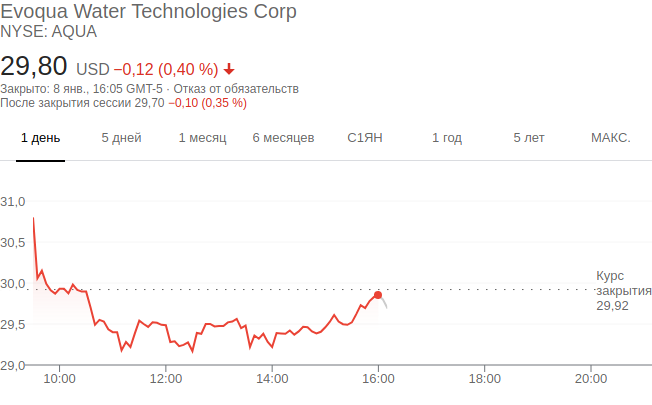 Evoqua Water Technologies Corp
NYSE: AQUA
29,80 USD −0,12 (0,40 %)
Закрыто: 8 янв., 16:05 GMT-5 · Отказ от обязательств
После закрытия сессии 29,70 −0,10 (0,35 %)
1 день 5 дней 1 месяц 6 месяцев С1ЯН 1 год 5 лет МАКС.
31,0
30,5
30,0
29,5
29,0
Курс
закрытия
29,92
10:00 12:00 14:00 16:00 18:00 20:00